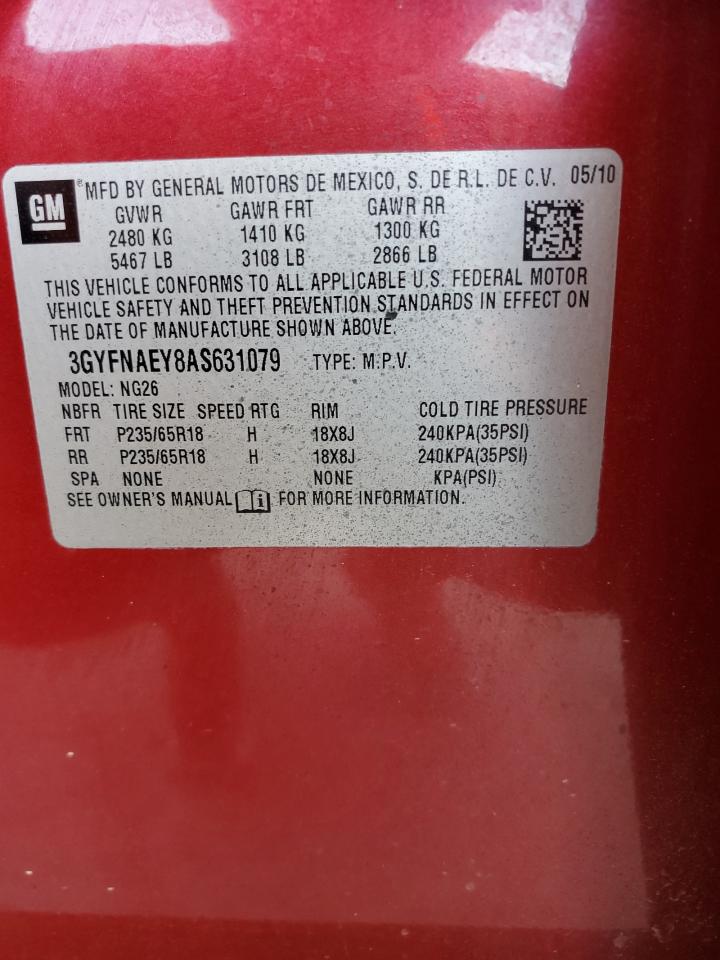 GM ® MFD BY GENERAL MOTORS DE MEXICO, S. DE R.L. DE C.V. 05/10
GVWR GAWR FRT GAWR RR
2480 KG 1410 KG 1300 KG
5467 LB 3108 LB 2866 LB
THIS VEHICLE CONFORMS TO ALL APPLICABLE U.S. FEDERAL MOTOR
VEHICLE SAFETY AND THEFT PREVENTION STANDARDS IN EFFECT ON
THE DATE OF MANUFACTURE SHOWN ABOVE.
3GYFNAEY8AS631079 TYPE: M.P.V.
MODEL: NG26
NBFR TIRE SIZE SPEED RTG RIM COLD TIRE PRESSURE
FRT P235/65R18 H 18X8J 240KPA(35PSI)
RR P235/65R18 H 18X8J 240KPA(35PSI)
SPA NONE NONE KPA(PSI)
SEE OWNER'S MANUAL i FOR MORE INFORMATION.